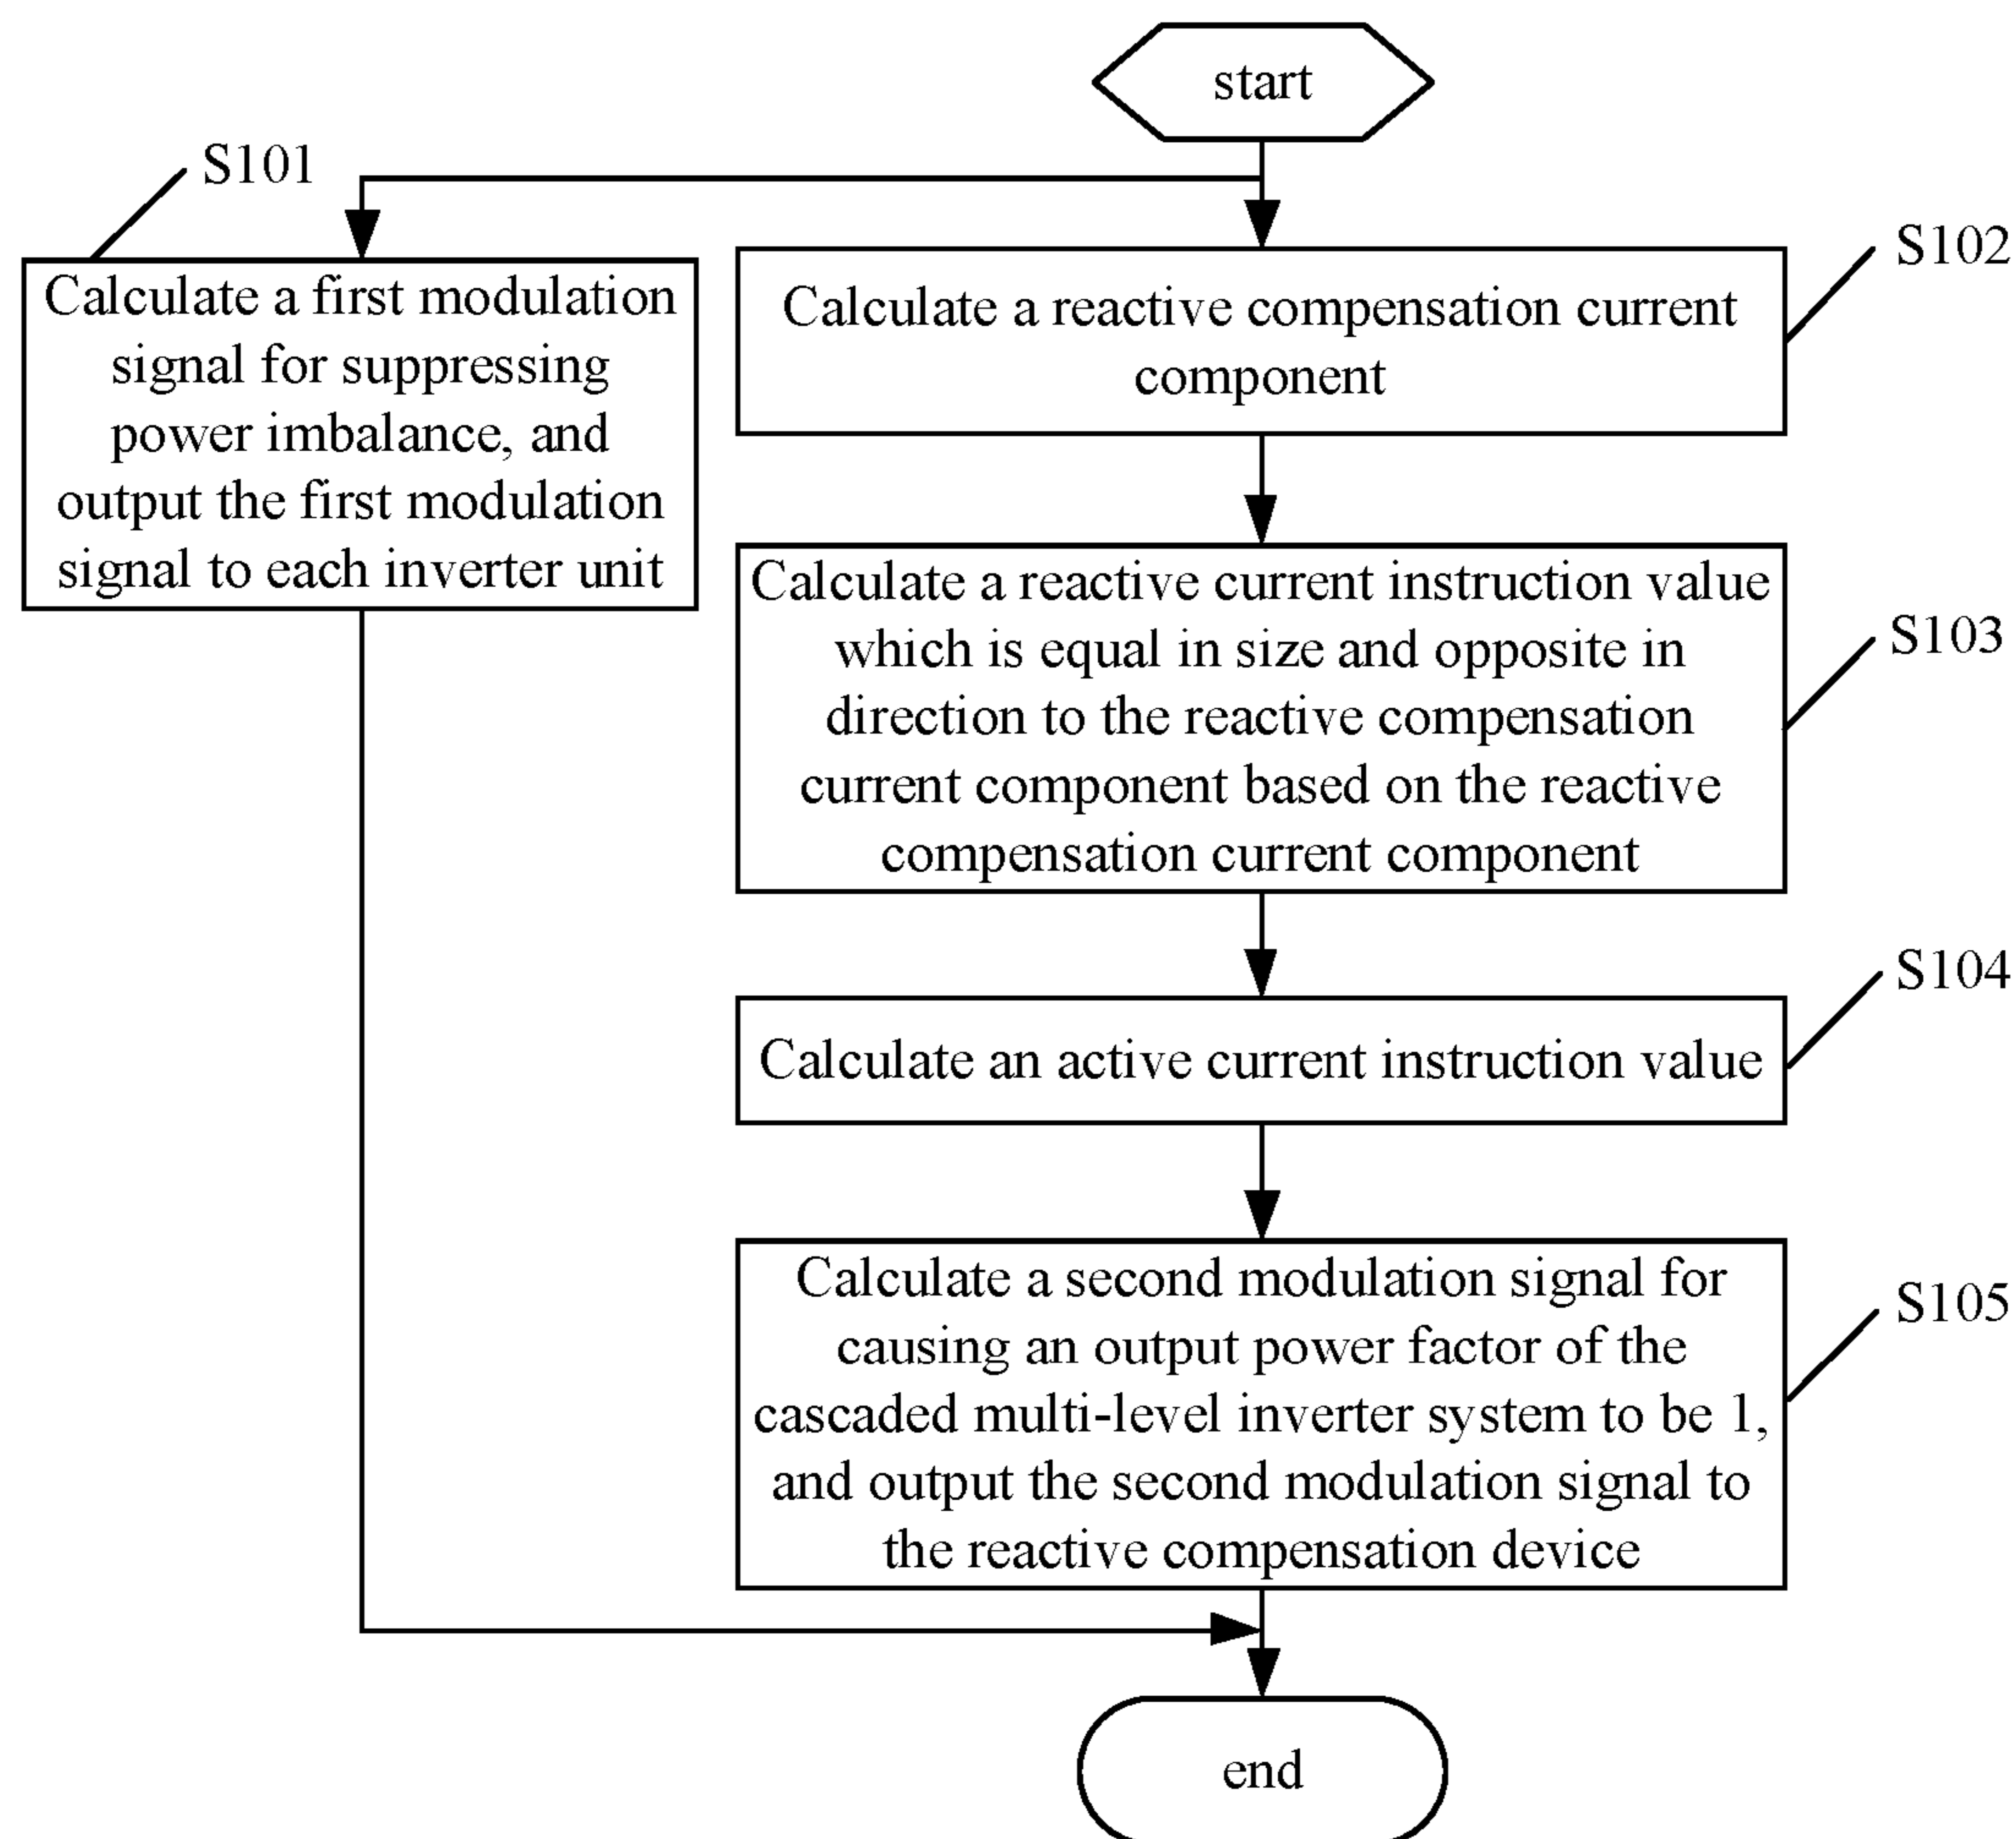 start
S101
Calculate a first modulation
signal for suppressing
power imbalance, and
output the first modulation
signal to each inverter unit
S102
Calculate a reactive compensation current
component
S103
Calculate a reactive current instruction value
which is equal in size and opposite in
direction to the reactive compensation
current component based on the reactive
compensation current component
S104
Calculate an active current instruction value
S105
Calculate a second modulation signal for
causing an output power factor of the
cascaded multi-level inverter system to be 1,
and output the second modulation signal to
the reactive compensation device
end